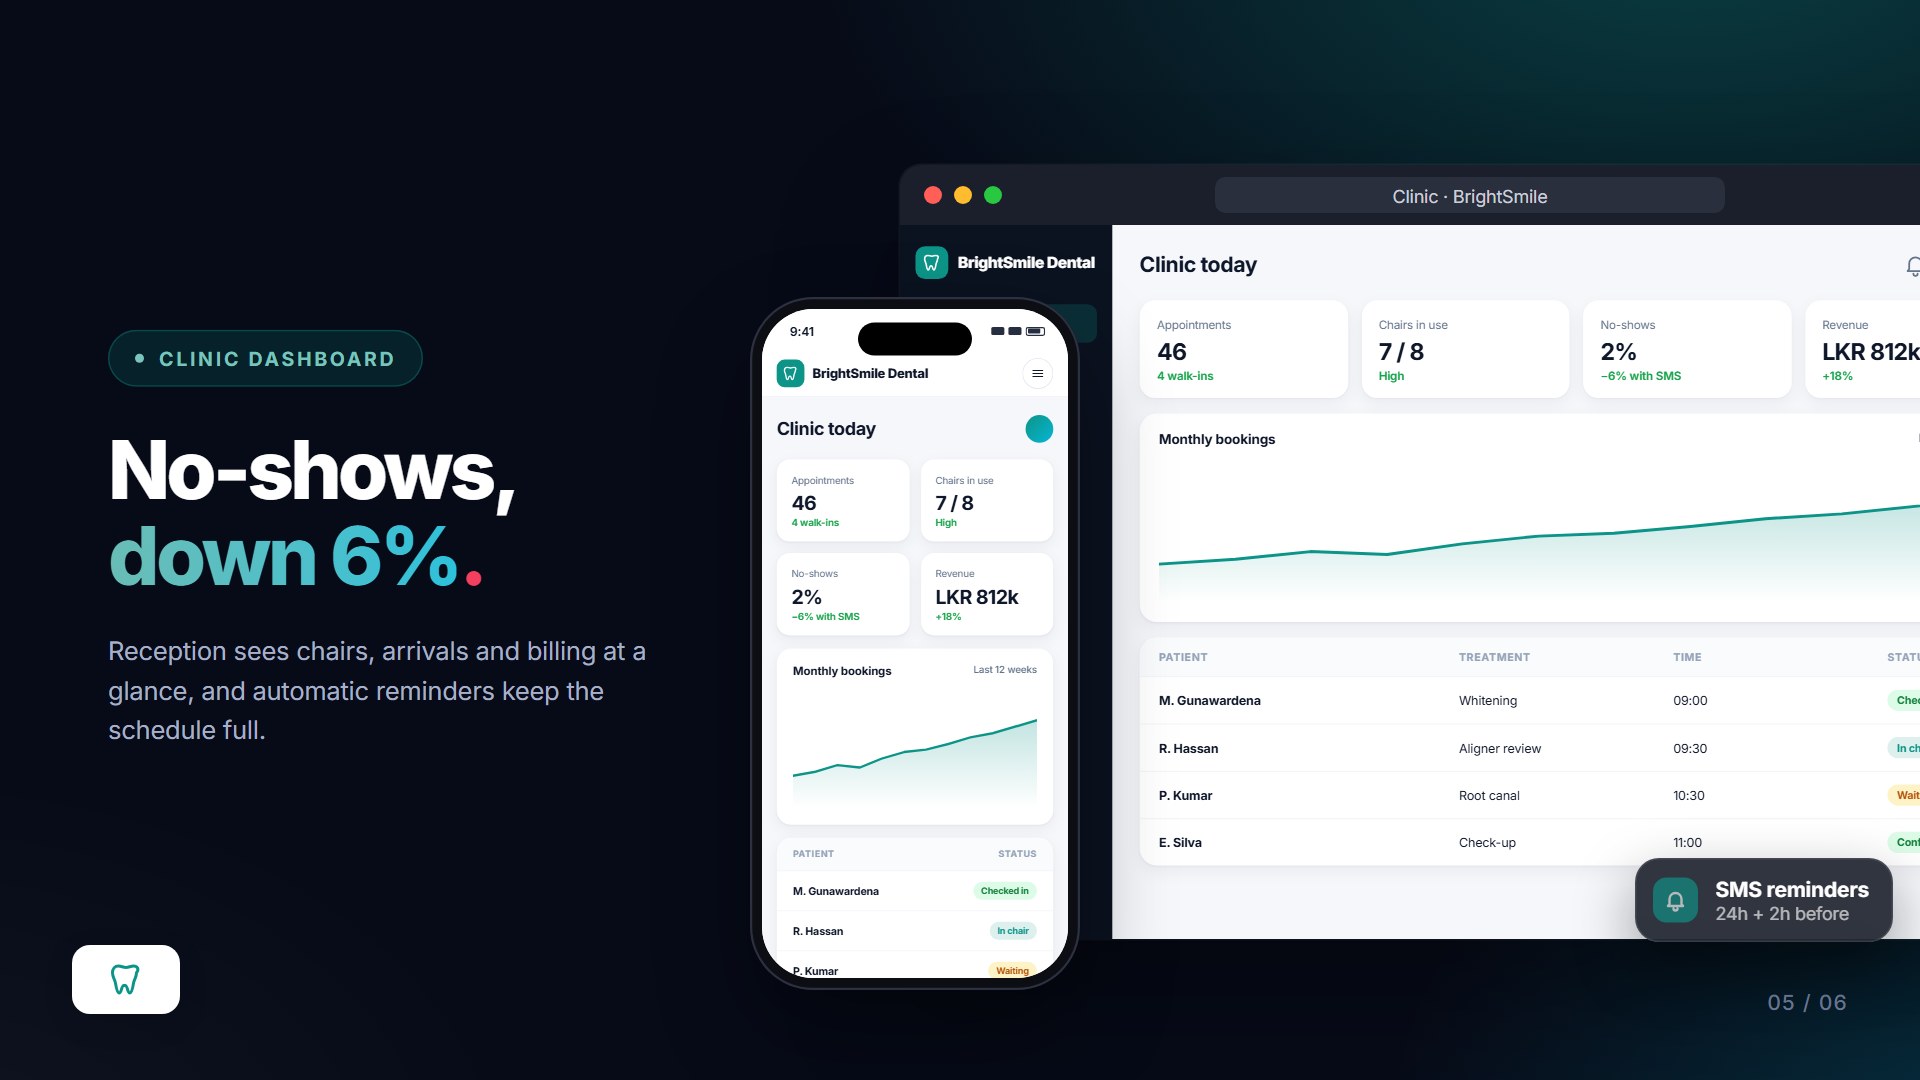 CLINIC DASHBOARD
No-shows,
down 6%.
Reception sees chairs, arrivals and billing at a
glance, and automatic reminders keep the
schedule full.
Clinic · BrightSmile
BrightSmile Dental
Clinic today
Appointments
46
4 walk-ins
Chairs in use
7 / 8
High
No-shows
2%
−6% with SMS
Revenue
LKR 812k
+18%
Monthly bookings
PATIENT TREATMENT TIME
M. Gunawardena Whitening 09:00
R. Hassan Aligner review 09:30
P. Kumar Root canal 10:30
E. Silva Check-up 11:00
SMS reminders
24h + 2h before
9:41
BrightSmile Dental
Clinic today
Appointments
46
4 walk-ins
Chairs in use
7 / 8
High
No-shows
2%
−6% with SMS
Revenue
LKR 812k
+18%
Monthly bookings Last 12 weeks
PATIENT STATUS
M. Gunawardena Checked in
R. Hassan In chair
P. Kumar Waiting
05 / 06